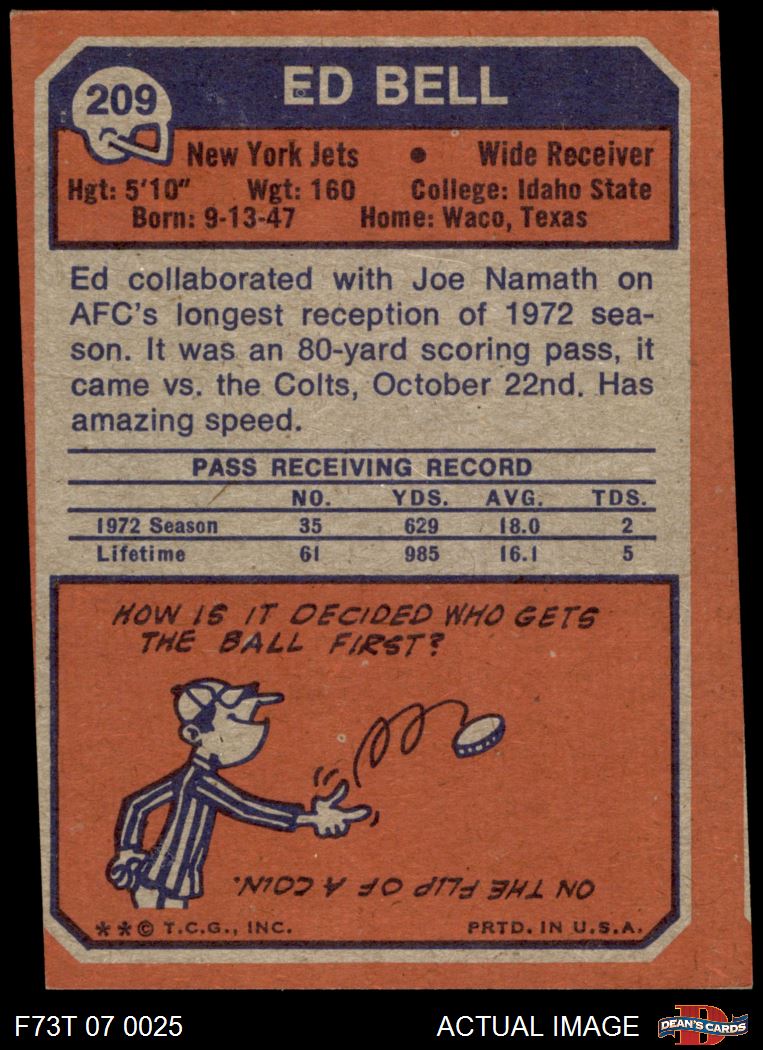 209
ED BELL
New York Jets • Wide Receiver
Hgt: 5'10" Wgt: 160 College: Idaho State
Born: 9-13-47 Home: Waco, Texas
Ed collaborated with Joe Namath on
AFC's longest reception of 1972 sea-
son. It was an 80-yard scoring pass, it
came vs. the Colts, October 22nd. Has
amazing speed.
PASS RECEIVING RECORD
NO. YDS. AVG. TDS.
1972 Season 35 629 18.0 2
Lifetime 61 985 16.1 5
HOW IS IT DECIDED WHO GETS
THE BALL FIRST?
ON THE FLIP OF A COIN.
**© T.C.G., INC. PRTD. IN U.S.A.
F73T 07 0025 ACTUAL IMAGE DEAN'S CARDS